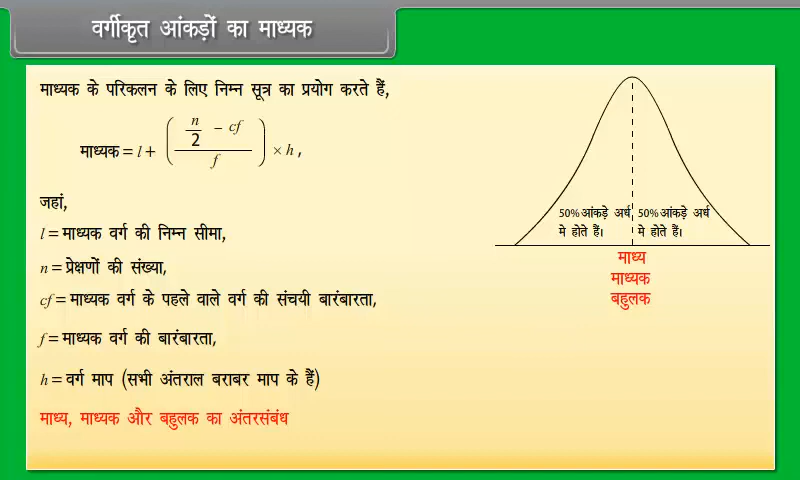 वर्गीकृत आंकड़ों का माध्यक
माध्यक के परिकलन के लिए निम्न सूत्र का प्रयोग करते हैं,
माध्यक = l + ( (n/2 − cf) / f ) × h ,
जहां,
l = माध्यक वर्ग की निम्न सीमा,
n = प्रेक्षणों की संख्या,
cf = माध्यक वर्ग के पहले वाले वर्ग की संचयी बारंबारता,
f = माध्यक वर्ग की बारंबारता,
h = वर्ग माप (सभी अंतराल बराबर माप के हैं)
माध्य, माध्यक और बहुलक का अंतरसंबंध
50% आंकड़े अर्ध
मे होते हैं।
50% आंकड़े अर्ध
मे होते हैं।
माध्य
माध्यक
बहुलक